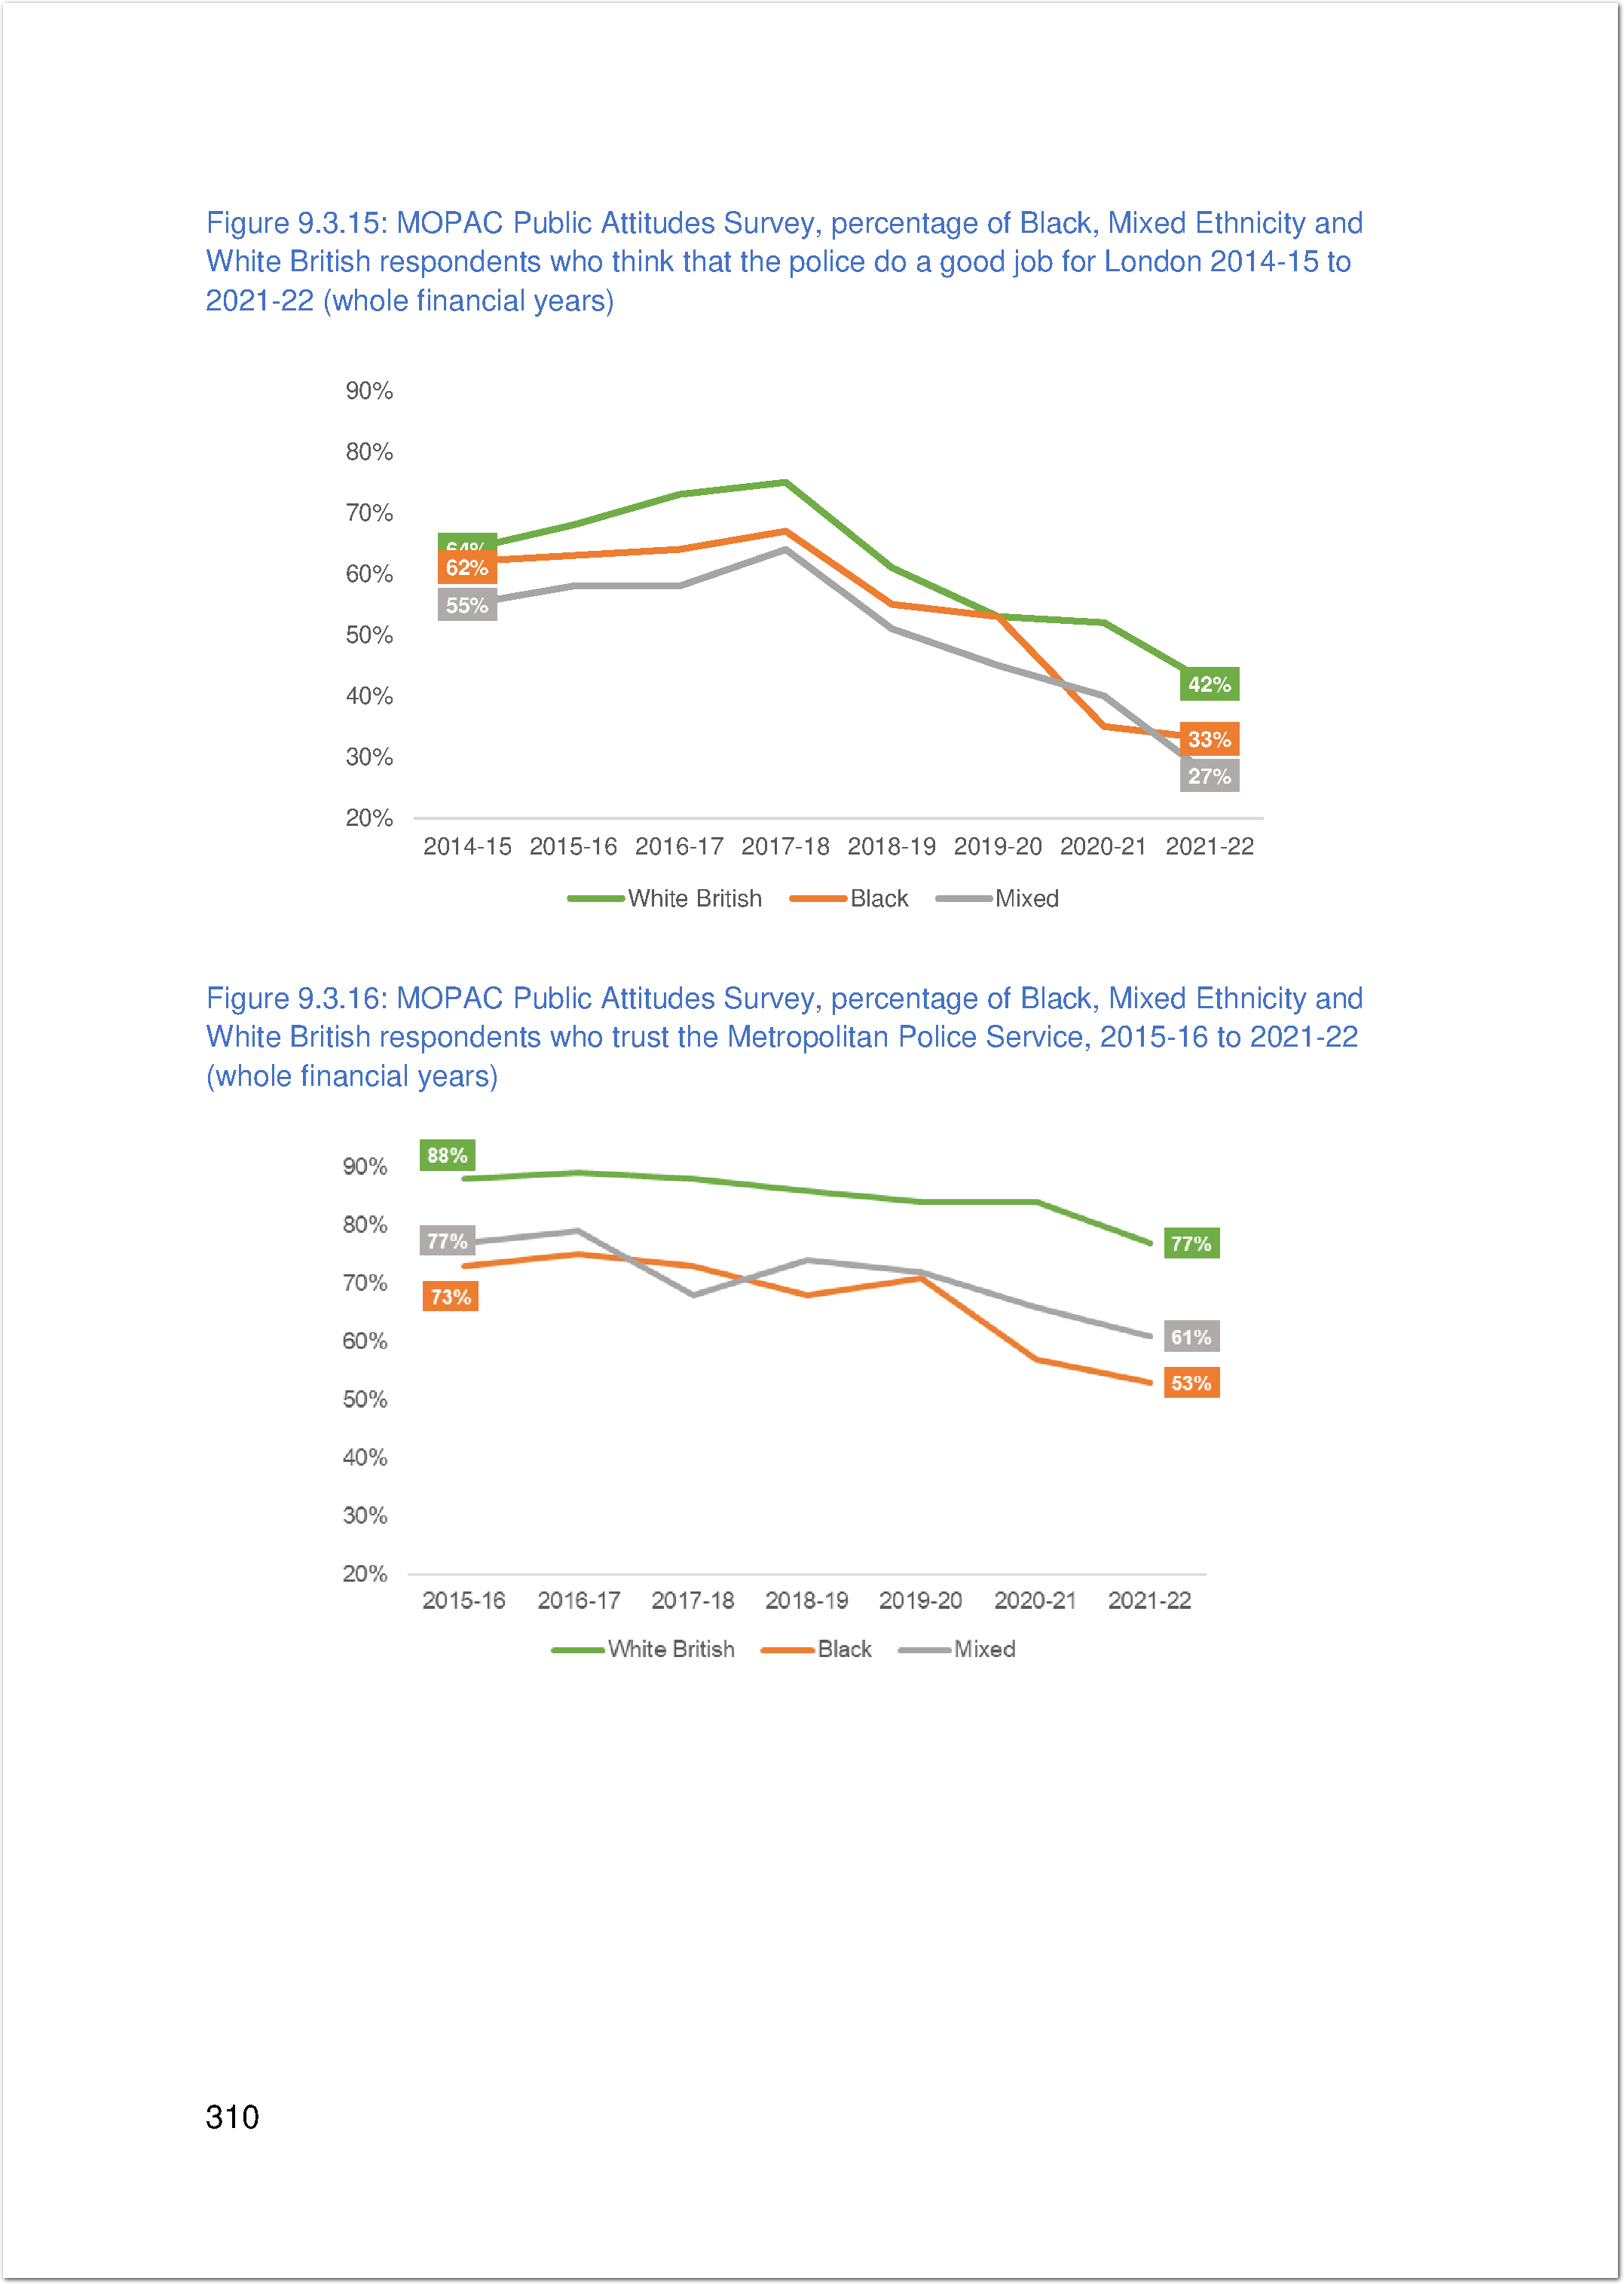 Figure 9.3.15: MOPAC Public Attitudes Survey, percentage of Black, Mixed Ethnicity and
White British respondents who think that the police do a good job for London 2014-15 to
2021-22 (whole financial years)
90%
80%
70%
60%
50%
40%
30%
20%
64%
62%
55%
42%
33%
27%
2014-15 2015-16 2016-17 2017-18 2018-19 2019-20 2020-21 2021-22
White British Black Mixed
Figure 9.3.16: MOPAC Public Attitudes Survey, percentage of Black, Mixed Ethnicity and
White British respondents who trust the Metropolitan Police Service, 2015-16 to 2021-22
(whole financial years)
90%
80%
70%
60%
50%
40%
30%
20%
88%
77%
73%
77%
61%
53%
2015-16 2016-17 2017-18 2018-19 2019-20 2020-21 2021-22
White British Black Mixed
310